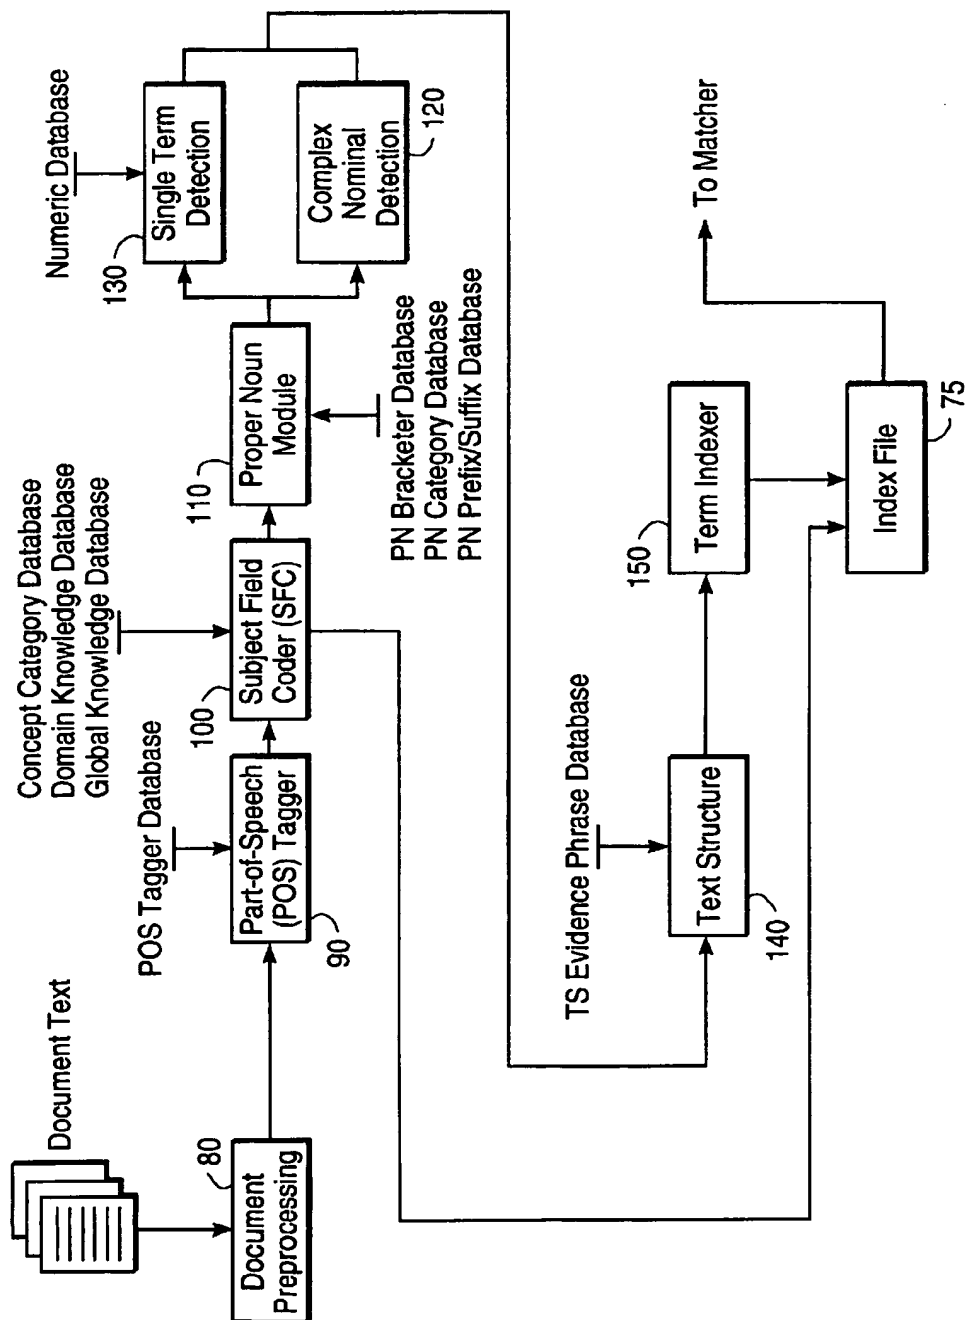 Document Text
Document
Preprocessing
80
POS Tagger Database
Part-of-Speech
(POS) Tagger
90
Concept Category Database
Domain Knowledge Database
Global Knowledge Database
Subject Field
Coder (SFC)
100
Proper Noun
Module
110
PN Bracketer Database
PN Category Database
PN Prefix/Suffix Database
Numeric Database
Single Term
Detection
130
Complex
Nominal
Detection
120
TS Evidence Phrase Database
Text Structure
140
Term Indexer
150
Index File
75
To Matcher